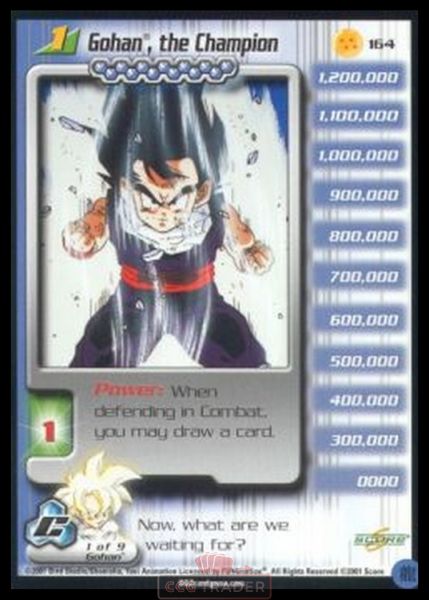 1
Gohan, the Champion
164
1,200,000
1,100,000
1,000,000
900,000
800,000
700,000
600,000
500,000
400,000
300,000
0000
Power: When
defending in Combat,
you may draw a card.
1
G
1 of 9
Gohan
Now, what are we
waiting for?
SCORE
CCG TRADER